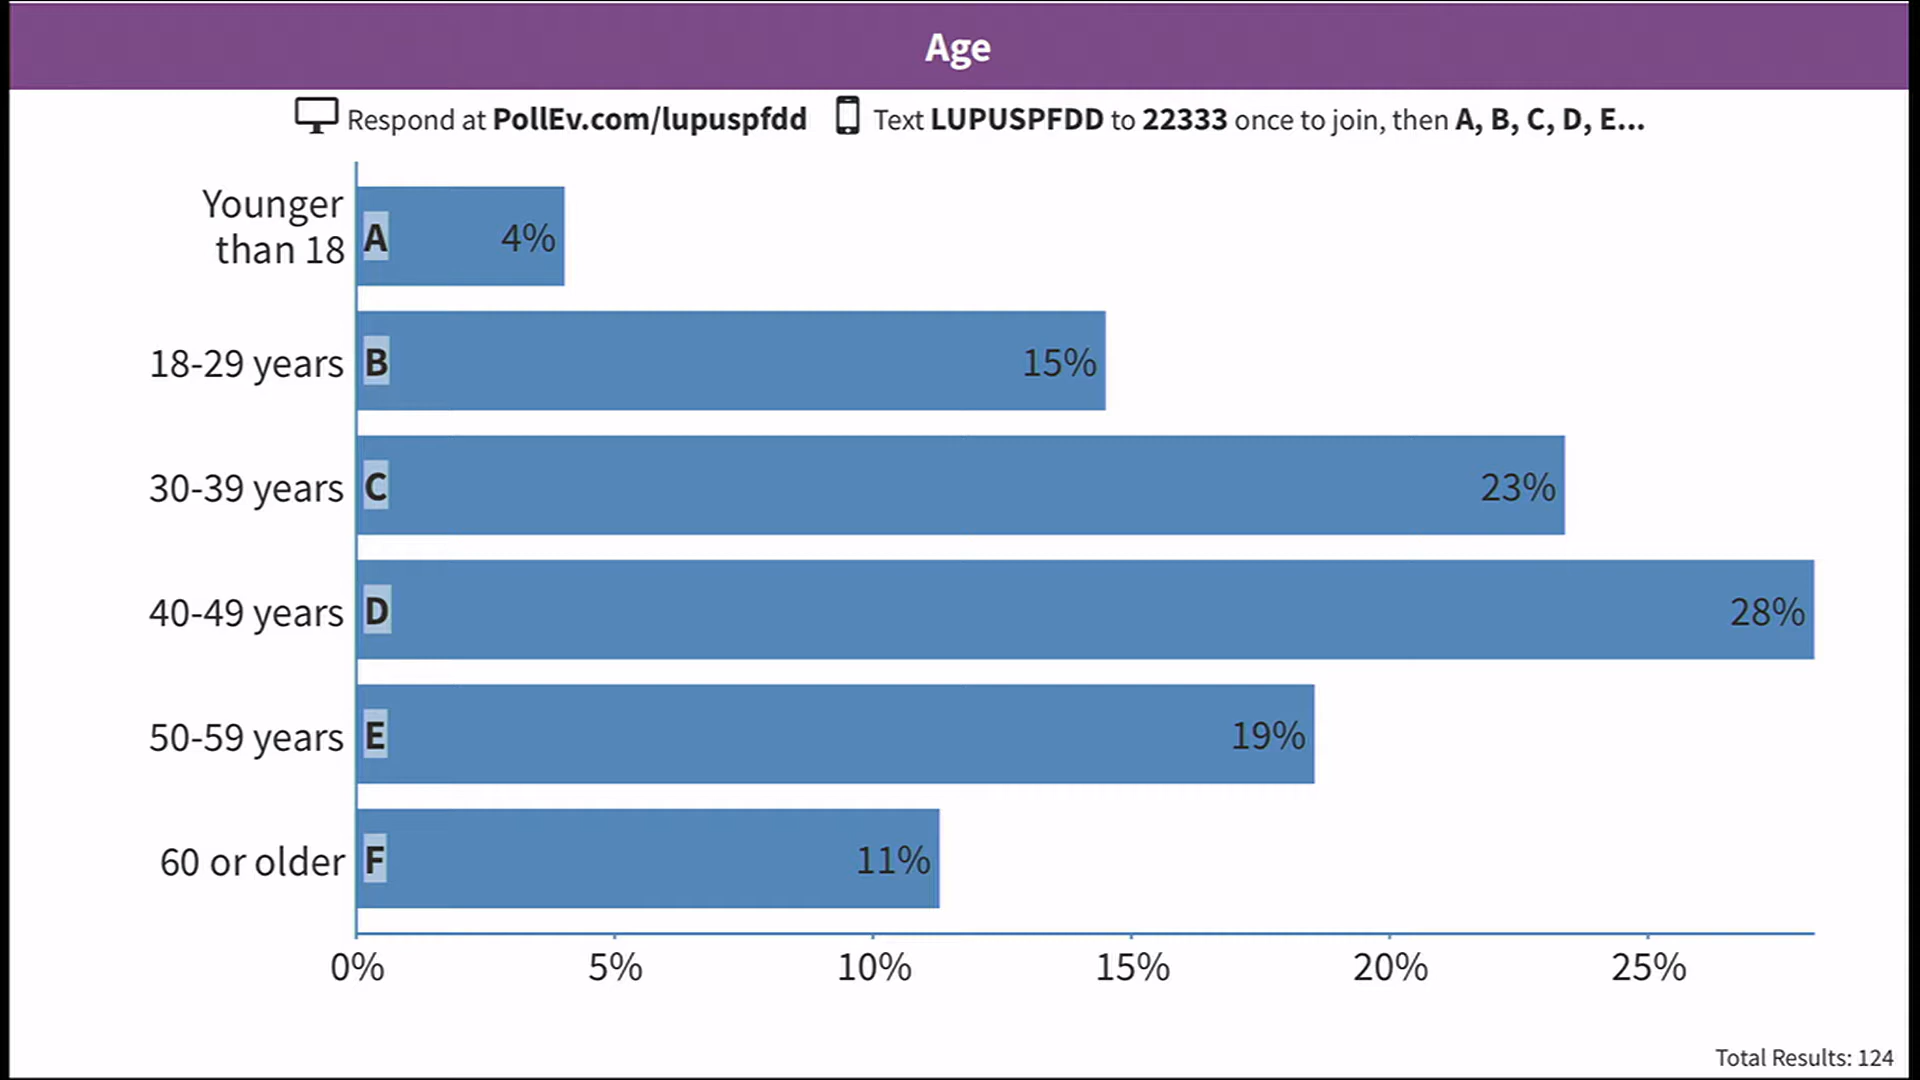 Age
Respond at PollEv.com/lupuspfdd Text LUPUSPFDD to 22333 once to join, then A, B, C, D, E...
Younger
than 18 A 4%
18-29 years B 15%
30-39 years C 23%
40-49 years D 28%
50-59 years E 19%
60 or older F 11%
0% 5% 10% 15% 20% 25%
Total Results: 124